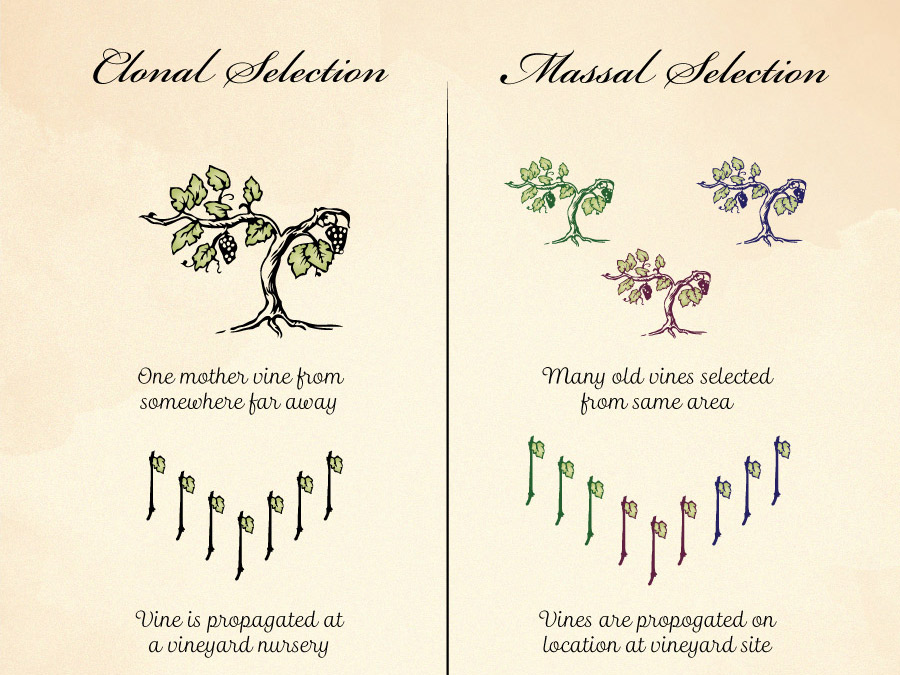 Clonal Selection
One mother vine from
somewhere far away
Vine is propagated at
a vineyard nursery
Massal Selection
Many old vines selected
from same area
Vines are propogated on
location at vineyard site